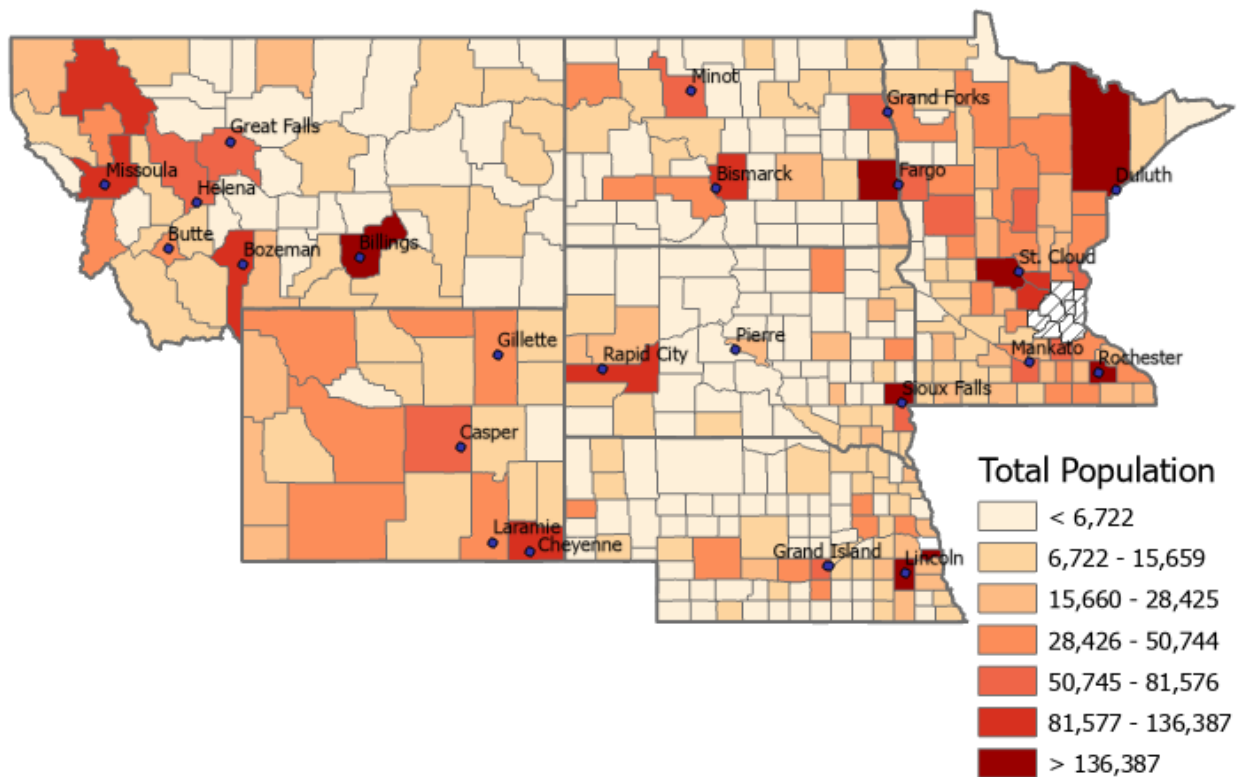 Minot
Grand Forks
Great Falls
Missoula
Bismarck
Fargo
Duluth
Helena
Butte
Bozeman
Billings
St. Cloud
Gillette
Pierre
Rapid City
Mankato
Rochester
Sioux Falls
Casper
Total Population
< 6,722
Laramie
Cheyenne
Grand Island
Lincoln
6,722 - 15,659
15,660 - 28,425
28,426 - 50,744
50,745 - 81,576
81,577 - 136,387
> 136,387